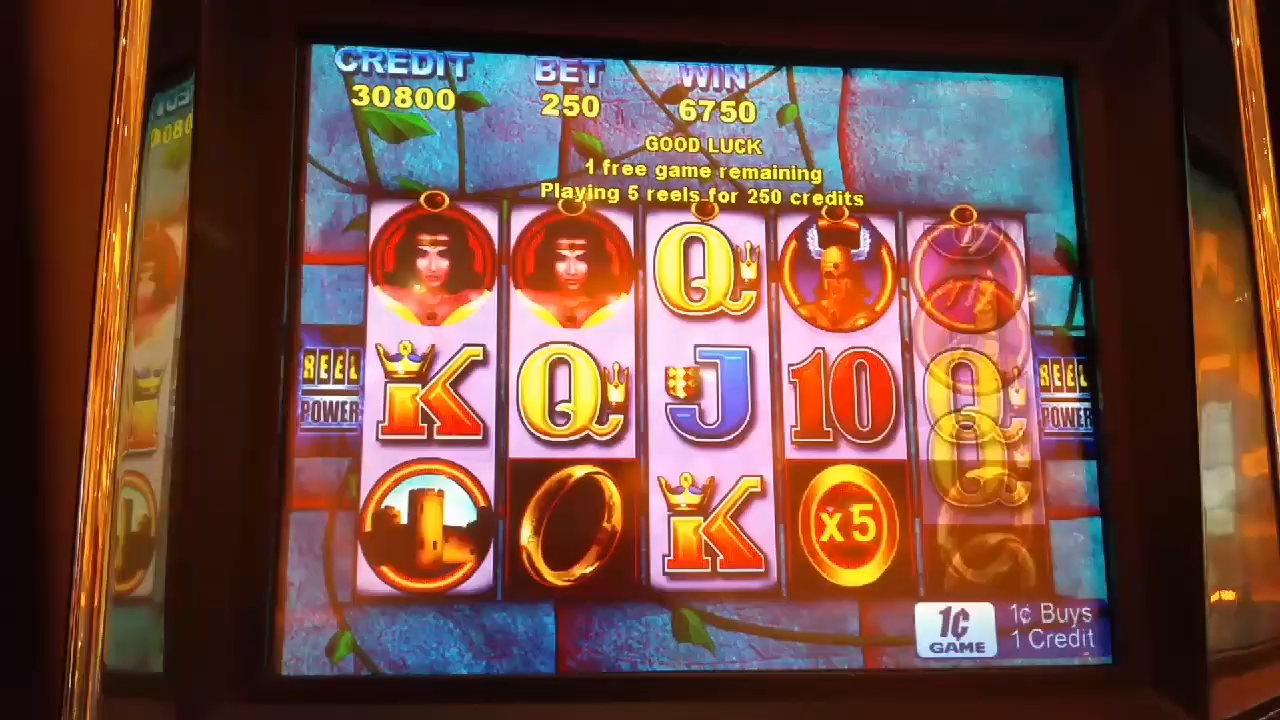 CREDIT BET WIN
30800 250 6750
GOOD LUCK
1 free game remaining
Playing 5 reels for 250 credits
Q
K Q J 10 Q
REEL POWER
REEL POWER
K x5 Q
1¢ GAME
1¢ Buys
1 Credit